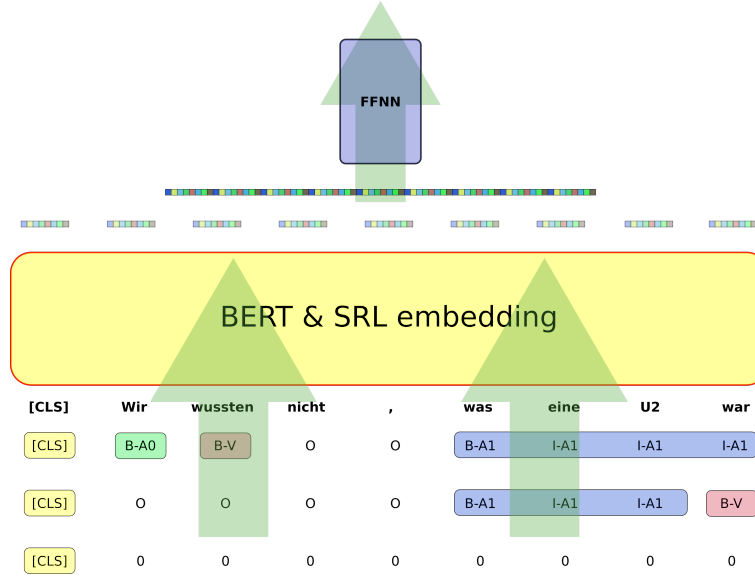 FFNN
BERT & SRL embedding
[CLS] Wir wussten nicht , was eine U2 war
[CLS] B-A0 B-V O O B-A1 I-A1 I-A1 I-A1
[CLS] O O O O B-A1 I-A1 I-A1 B-V
[CLS] 0 0 0 0 0 0 0 0